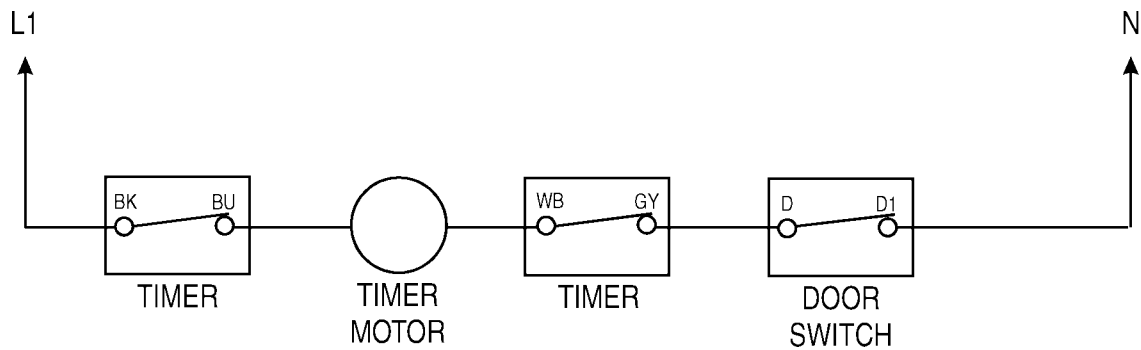 L1
N
BK
BU
WB
GY
D
D1
TIMER
TIMER
MOTOR
TIMER
DOOR
SWITCH